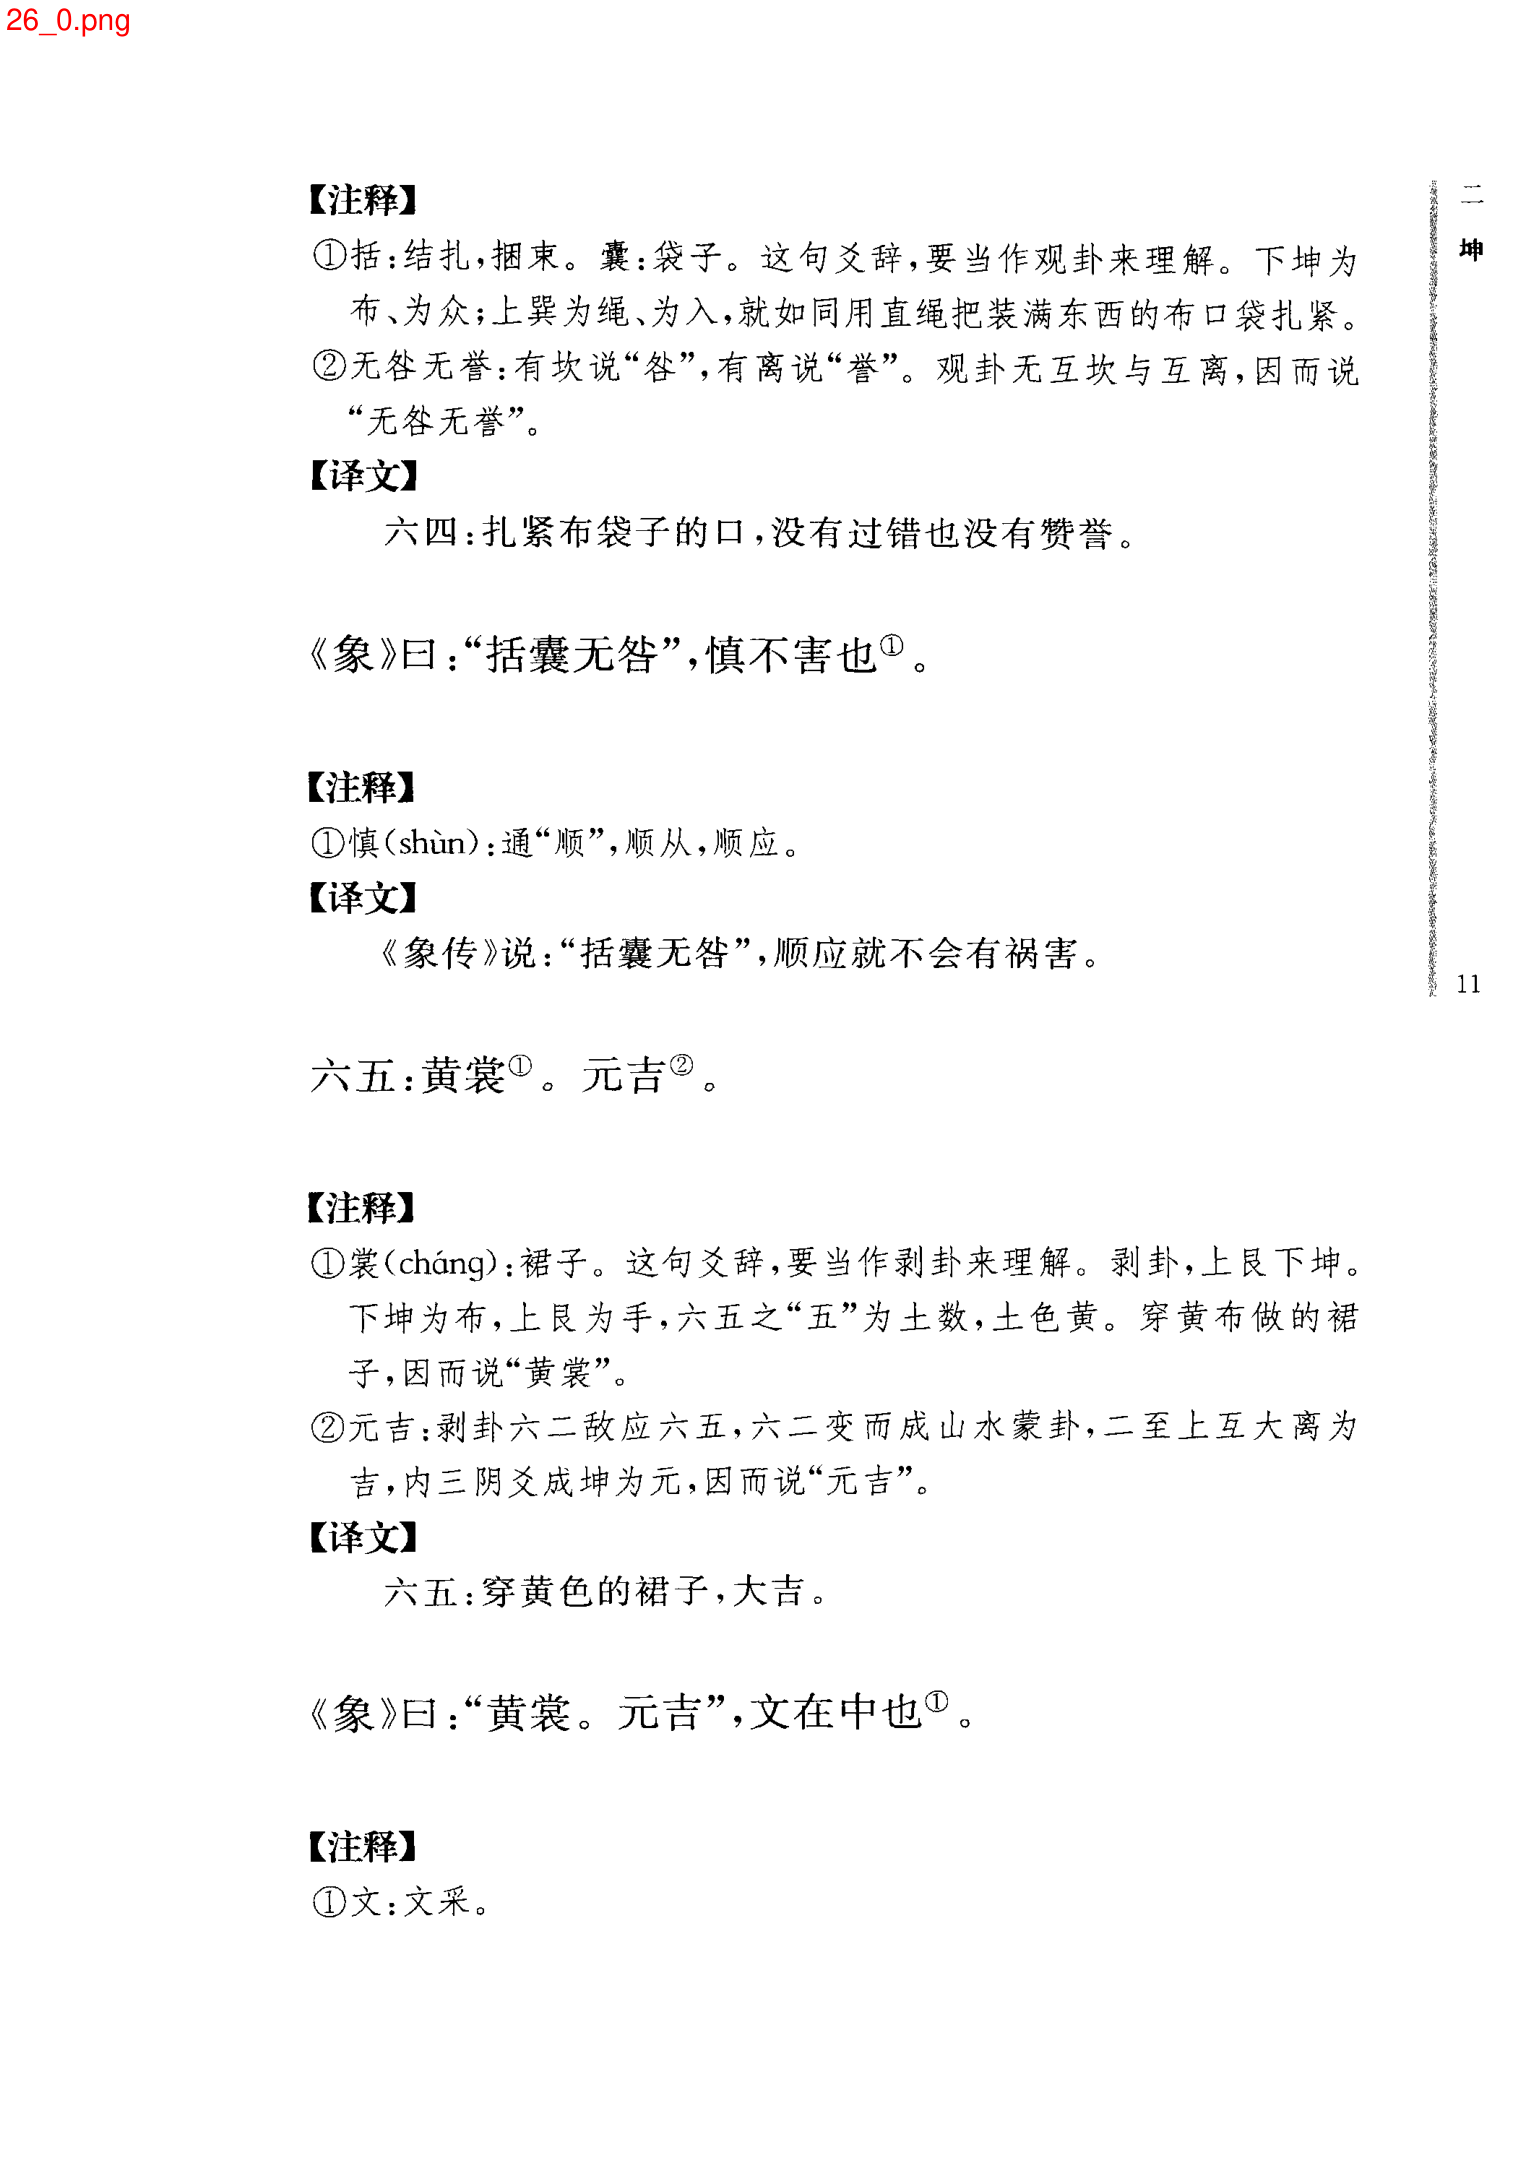 26_0.png
【注释】
①括:结扎,捆束。囊:袋子。这句爻辞,要当作观卦来理解。下坤为
布、为众;上巽为绳、为入,就如同用直绳把装满东西的布口袋扎紧。
②无咎无誉:有坎说“咎”,有离说“誉”。观卦无互坎与互离,因而说
“无咎无誉”。
【译文】
六四:扎紧布袋子的口,没有过错也没有赞誉。
《象》曰:“括囊无咎”,慎不害也①。
【注释】
①慎(shùn):通“顺”,顺从,顺应。
【译文】
《象传》说:“括囊无咎”,顺应就不会有祸害。
六五:黄裳①。元吉②。
【注释】
①裳(cháng):裙子。这句爻辞,要当作剥卦来理解。剥卦,上艮下坤。
下坤为布,上艮为手,六五之“五”为土数,土色黄。穿黄布做的裙
子,因而说“黄裳”。
②元吉:剥卦六二敌应六五,六二变而成山水蒙卦,二至上互大离为
吉,内三阴爻成坤为元,因而说“元吉”。
【译文】
六五:穿黄色的裙子,大吉。
《象》曰:“黄裳。元吉”,文在中也①。
【注释】
①文:文采。
二 坤
11